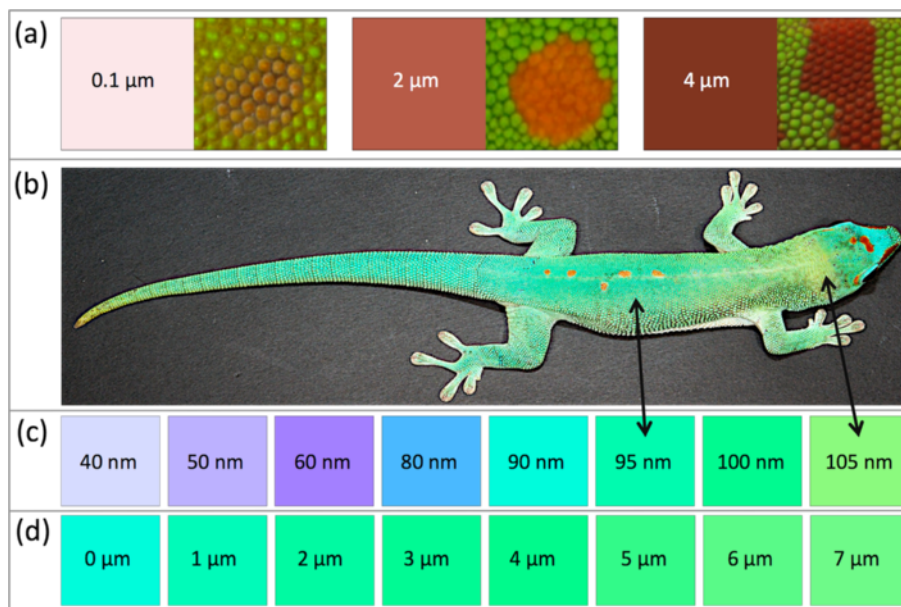 (a)
0.1 µm 2 µm 4 µm
(b)
(c)
40 nm 50 nm 60 nm 80 nm 90 nm 95 nm 100 nm 105 nm
(d)
0 µm 1 µm 2 µm 3 µm 4 µm 5 µm 6 µm 7 µm